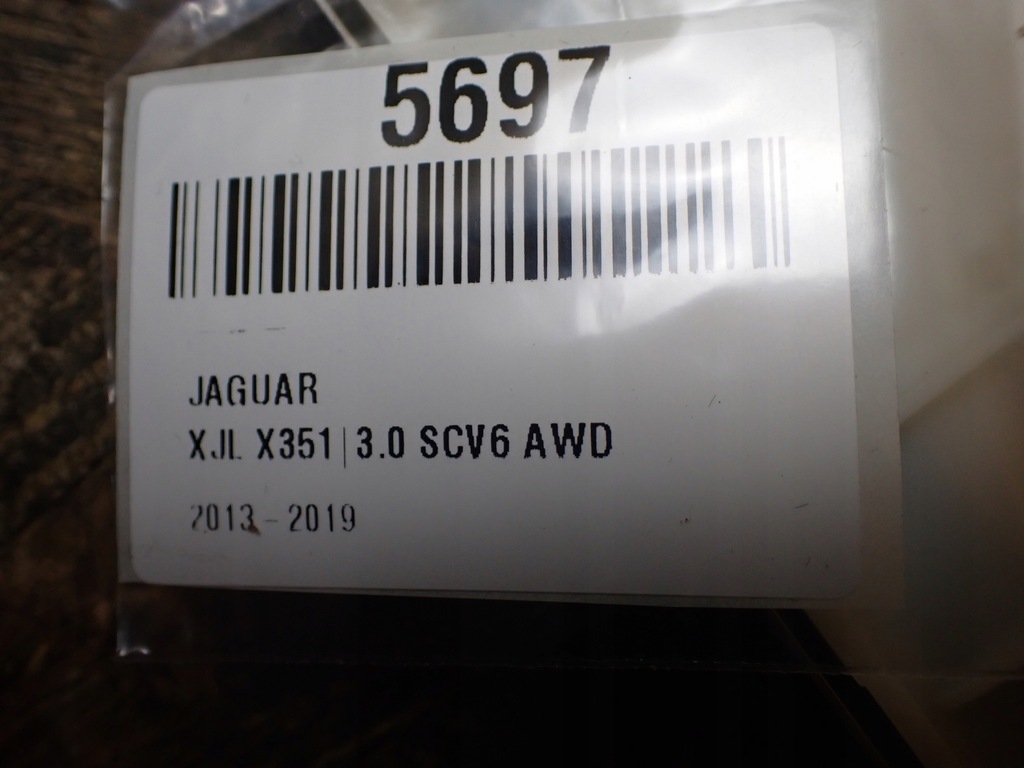 5697
JAGUAR
XJL X351|3.0 SCV6 AWD
2013 - 2019